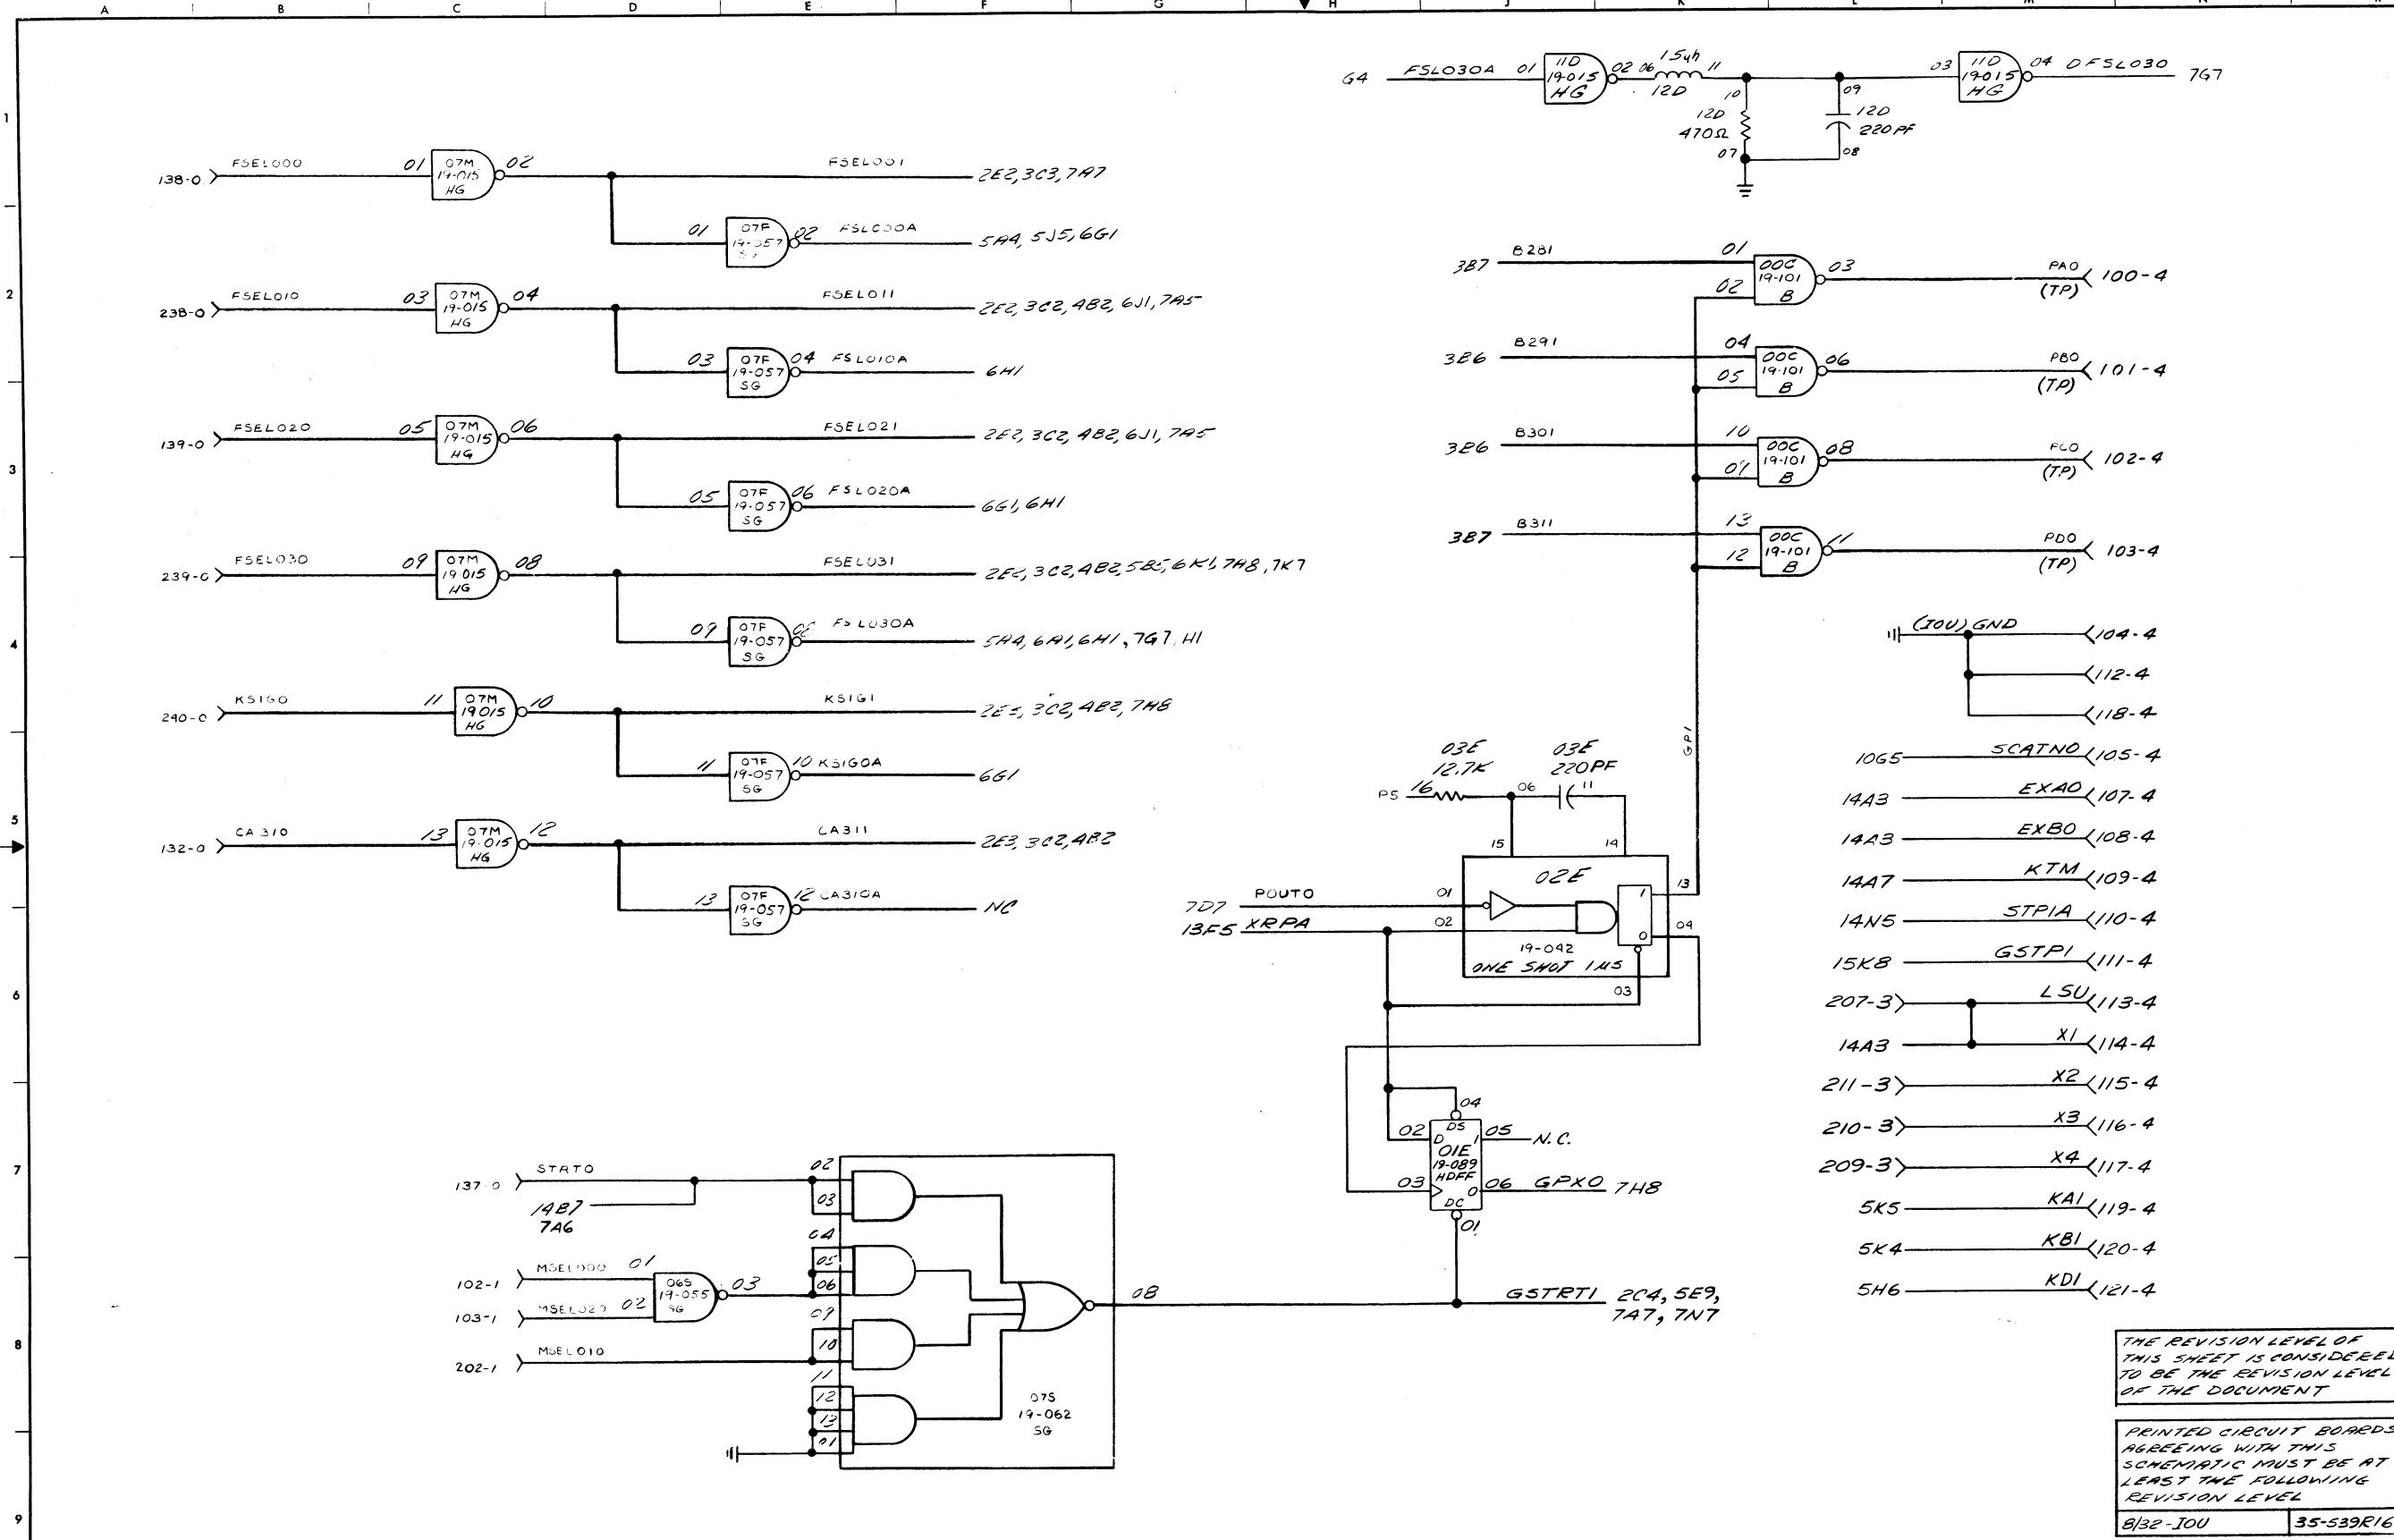 A B C D E F G H J K L M N
1
2
3
4
5
6
7
8
9
138-0 FSEL000 01 07M 19-015 HG 02 FSEL001 2E2, 3C3, 7A7
01 07F 19-057 02 FSL000A 5A4, 5J5, 6G1
238-0 FSEL010 03 07M 19-015 HG 04 FSEL011 2E2, 3C2, 4B2, 6J1, 7A5
03 07F 19-057 SG 04 FSL010A 6H1
139-0 FSEL020 05 07M 19-015 HG 06 FSEL021 2E2, 3C2, 4B2, 6J1, 7A5
05 07F 19-057 SG 06 FSL020A 6G1, 6H1
239-0 FSEL030 09 07M 19-015 HG 08 FSEL031 2E2, 3C2, 4B2, 5B5, 6K1, 7A8, 7K7
09 07F 19-057 SG 08 FSL030A 5A4, 6A1, 6H1, 7G7, H1
240-0 KSIG0 11 07M 19015 HG 10 KSIG1 3C2, 4B2, 7H8
11 07F 19-057 SG 10 KSIG0A 6G1
132-0 CA310 13 07M 19-015 HG 12 CA311 2E3, 3C2, 4B2
13 07F 19-057 SG 12 CA310A NC
137-0 STRT0 02
03
14B7
7A6
04
05
06
102-1 MSEL000 01
103-1 MSEL020 02
06S 19-055 SG 03
09
10
202-1 MSEL010
11
12
13
01
07S
19-062
SG
08 GSTRT1 2C4, 5E9,
7A7, 7N7
G4 FSL030A 01 11D 19-015 HG 02 06 15uh 11
12D
10
12D
470Ω
07
09
12D
220PF
08
03 11D 19-015 HG 04 DFSL030 7G7
3B7 B281 01
02
00C 19-101 B 03 PA0 (TP) 100-4
3B6 B291 04
05
00C 19-101 B 06 PB0 (TP) 101-4
3B6 B301 10
09
00C 19-101 B 08 PC0 (TP) 102-4
3B7 B311 13
12
00C 19-101 B 11 PD0 (TP) 103-4
GP1
03E
12.7K
03E
220PF
P5 16 06 11
15 14
02E
7D7 POUT0 01
13F5 XRPA 02
1 13
0 04
19-042
ONE SHOT 1µS
03
04
DS
02 D 1 05 N.C.
01E
19-089
HDFF
03 0 06 GPX0 7H8
DC
01
(IOU) GND 104-4
112-4
118-4
10G5 SCATN0 105-4
14A3 EXA0 107-4
14A3 EXB0 108-4
14A7 KTM 109-4
14N5 STP1A 110-4
15K8 GSTP1 111-4
207-3 LSU 113-4
14A3 X1 114-4
211-3 X2 115-4
210-3 X3 116-4
209-3 X4 117-4
5K5 KA1 119-4
5K4 KB1 120-4
5H6 KD1 121-4
THE REVISION LEVEL OF
THIS SHEET IS CONSIDERED
TO BE THE REVISION LEVEL
OF THE DOCUMENT
PRINTED CIRCUIT BOARDS
AGREEING WITH THIS
SCHEMATIC MUST BE AT
LEAST THE FOLLOWING
REVISION LEVEL
8/32-IOU 35-539R16